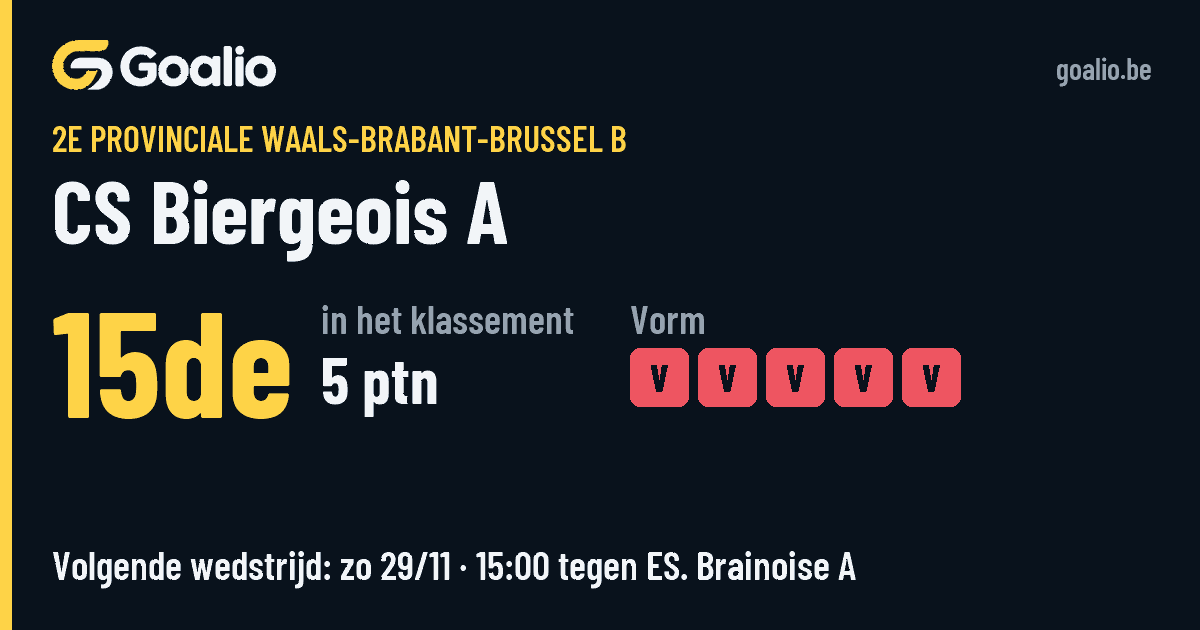 Goalio
goalio.be
2E PROVINCIALE WAALS-BRABANT-BRUSSEL B
CS Biergeois A
15de
in het klassement
5 ptn
Vorm
V V V V V
Volgende wedstrijd: zo 29/11 · 15:00 tegen ES. Brainoise A